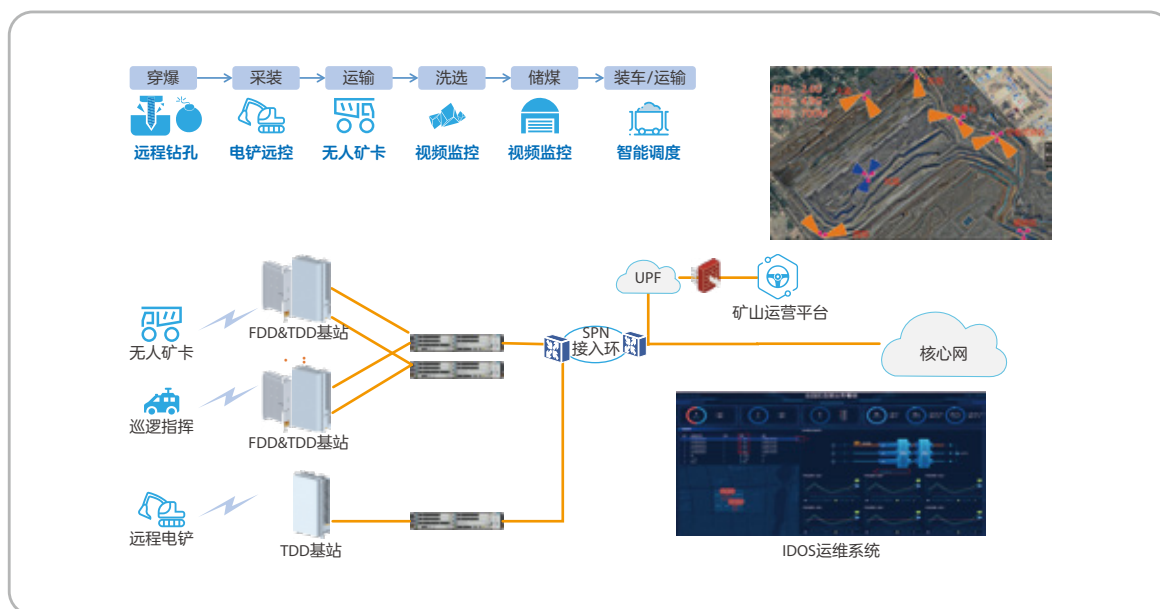 穿爆
采装
运输
洗选
储煤
装车/运输
远程钻孔
电铲远控
无人矿卡
视频监控
视频监控
智能调度
UPF
矿山运营平台
SPN
接入环
核心网
无人矿卡
FDD&TDD基站
巡逻指挥
FDD&TDD基站
远程电铲
TDD基站
IDOS运维系统